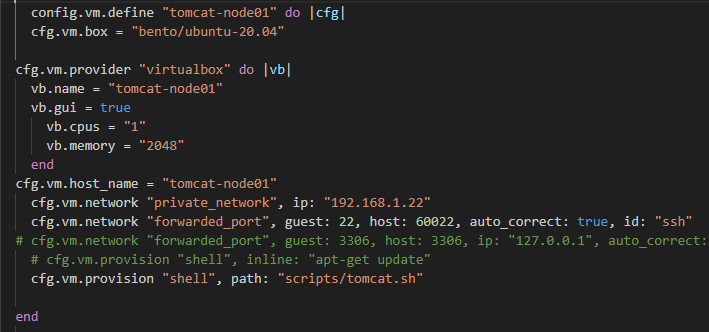 config.vm.define "tomcat-node01" do |cfg|
cfg.vm.box = "bento/ubuntu-20.04"
cfg.vm.provider "virtualbox" do |vb|
vb.name = "tomcat-node01"
vb.gui = true
vb.cpus = "1"
vb.memory = "2048"
end
cfg.vm.host_name = "tomcat-node01"
cfg.vm.network "private_network", ip: "192.168.1.22"
cfg.vm.network "forwarded_port", guest: 22, host: 60022, auto_correct: true, id: "ssh"
# cfg.vm.network "forwarded_port", guest: 3306, host: 3306, ip: "127.0.0.1", auto_correct:
# cfg.vm.provision "shell", inline: "apt-get update"
cfg.vm.provision "shell", path: "scripts/tomcat.sh"
end